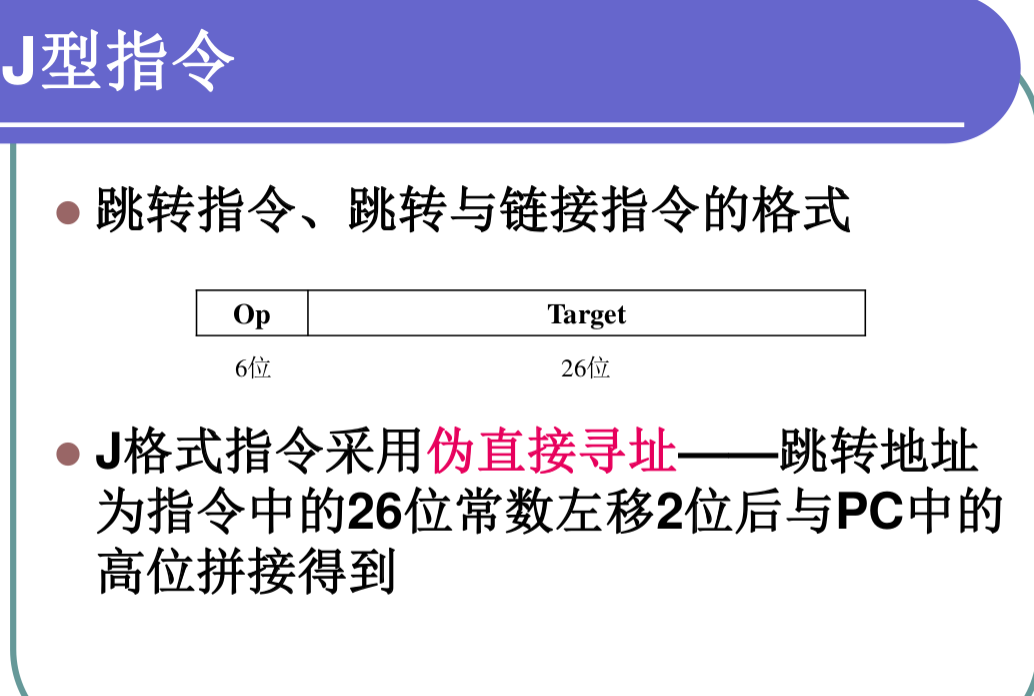 J型指令
跳转指令、跳转与链接指令的格式
Op Target
6位 26位
J格式指令采用伪直接寻址——跳转地址
为指令中的26位常数左移2位后与PC中的
高位拼接得到